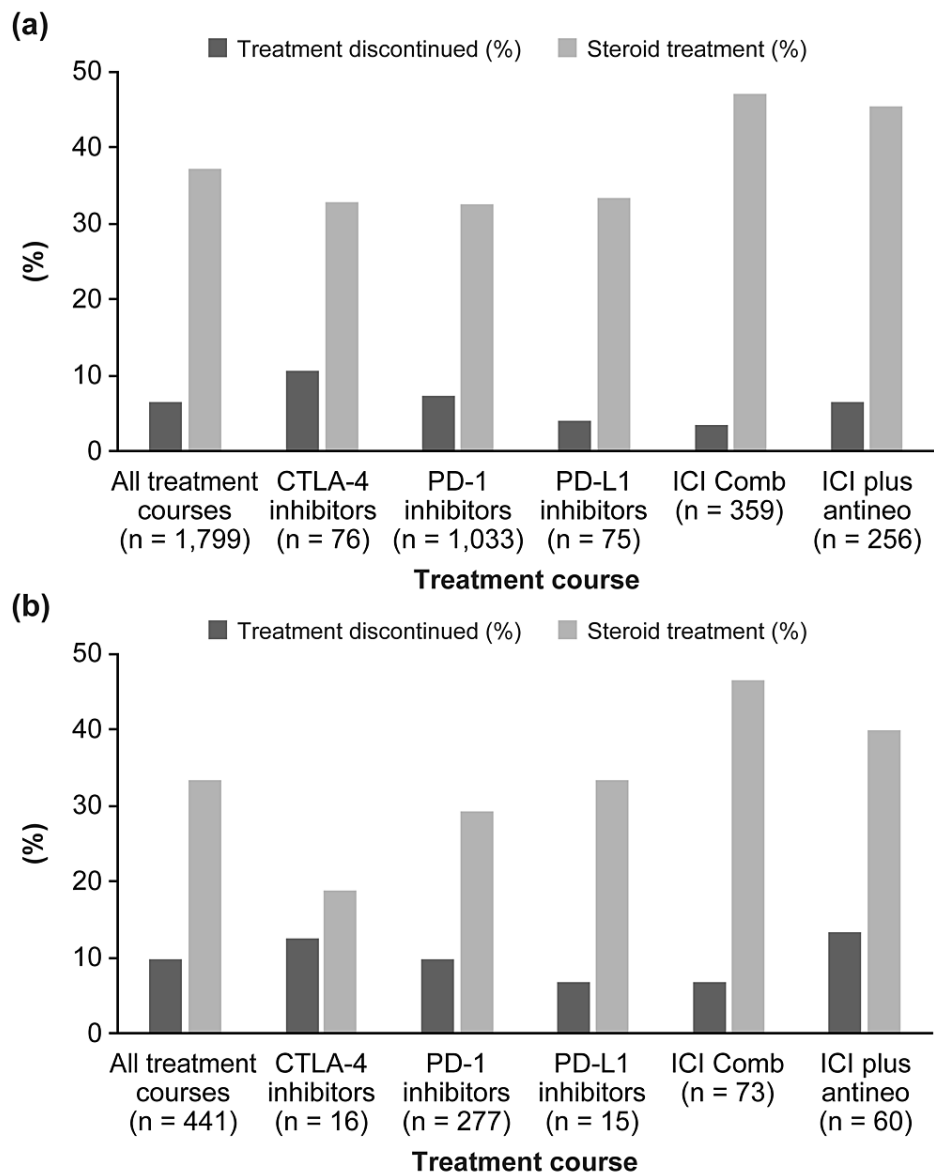 (a)
Treatment discontinued (%) Steroid treatment (%)
50
40
30
20
10
0
(%)
All treatment courses (n = 1,799)
CTLA-4 inhibitors (n = 76)
PD-1 inhibitors (n = 1,033)
PD-L1 inhibitors (n = 75)
ICI Comb (n = 359)
ICI plus antineo (n = 256)
Treatment course
(b)
Treatment discontinued (%) Steroid treatment (%)
50
40
30
20
10
0
(%)
All treatment courses (n = 441)
CTLA-4 inhibitors (n = 16)
PD-1 inhibitors (n = 277)
PD-L1 inhibitors (n = 15)
ICI Comb (n = 73)
ICI plus antineo (n = 60)
Treatment course